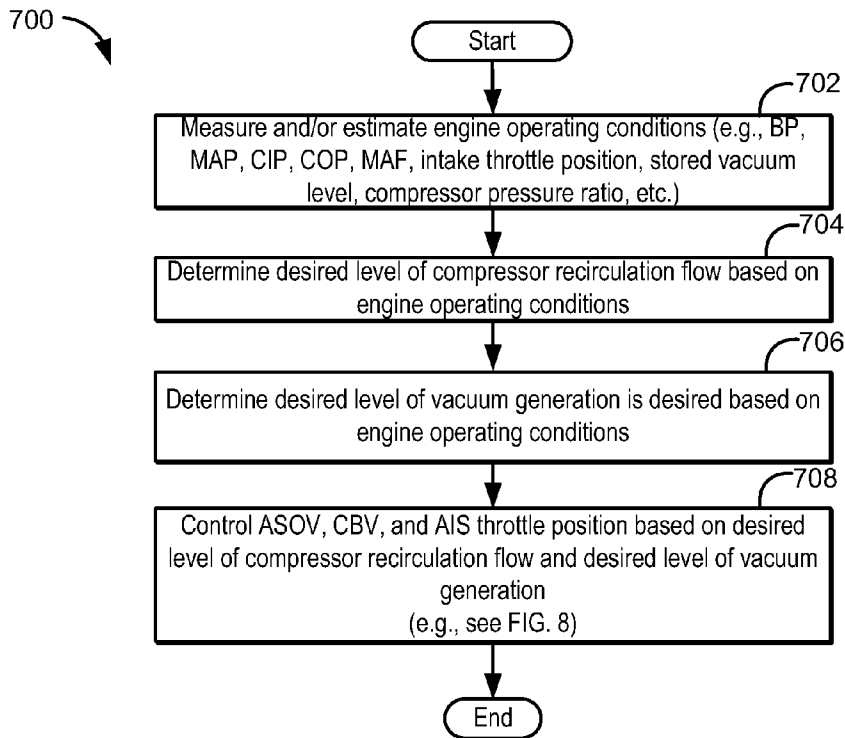 700
Start
702
Measure and/or estimate engine operating conditions (e.g., BP,
MAP, CIP, COP, MAF, intake throttle position, stored vacuum
level, compressor pressure ratio, etc.)
704
Determine desired level of compressor recirculation flow based on
engine operating conditions
706
Determine desired level of vacuum generation is desired based on
engine operating conditions
708
Control ASOV, CBV, and AIS throttle position based on desired
level of compressor recirculation flow and desired level of vacuum
generation
(e.g., see FIG. 8)
End